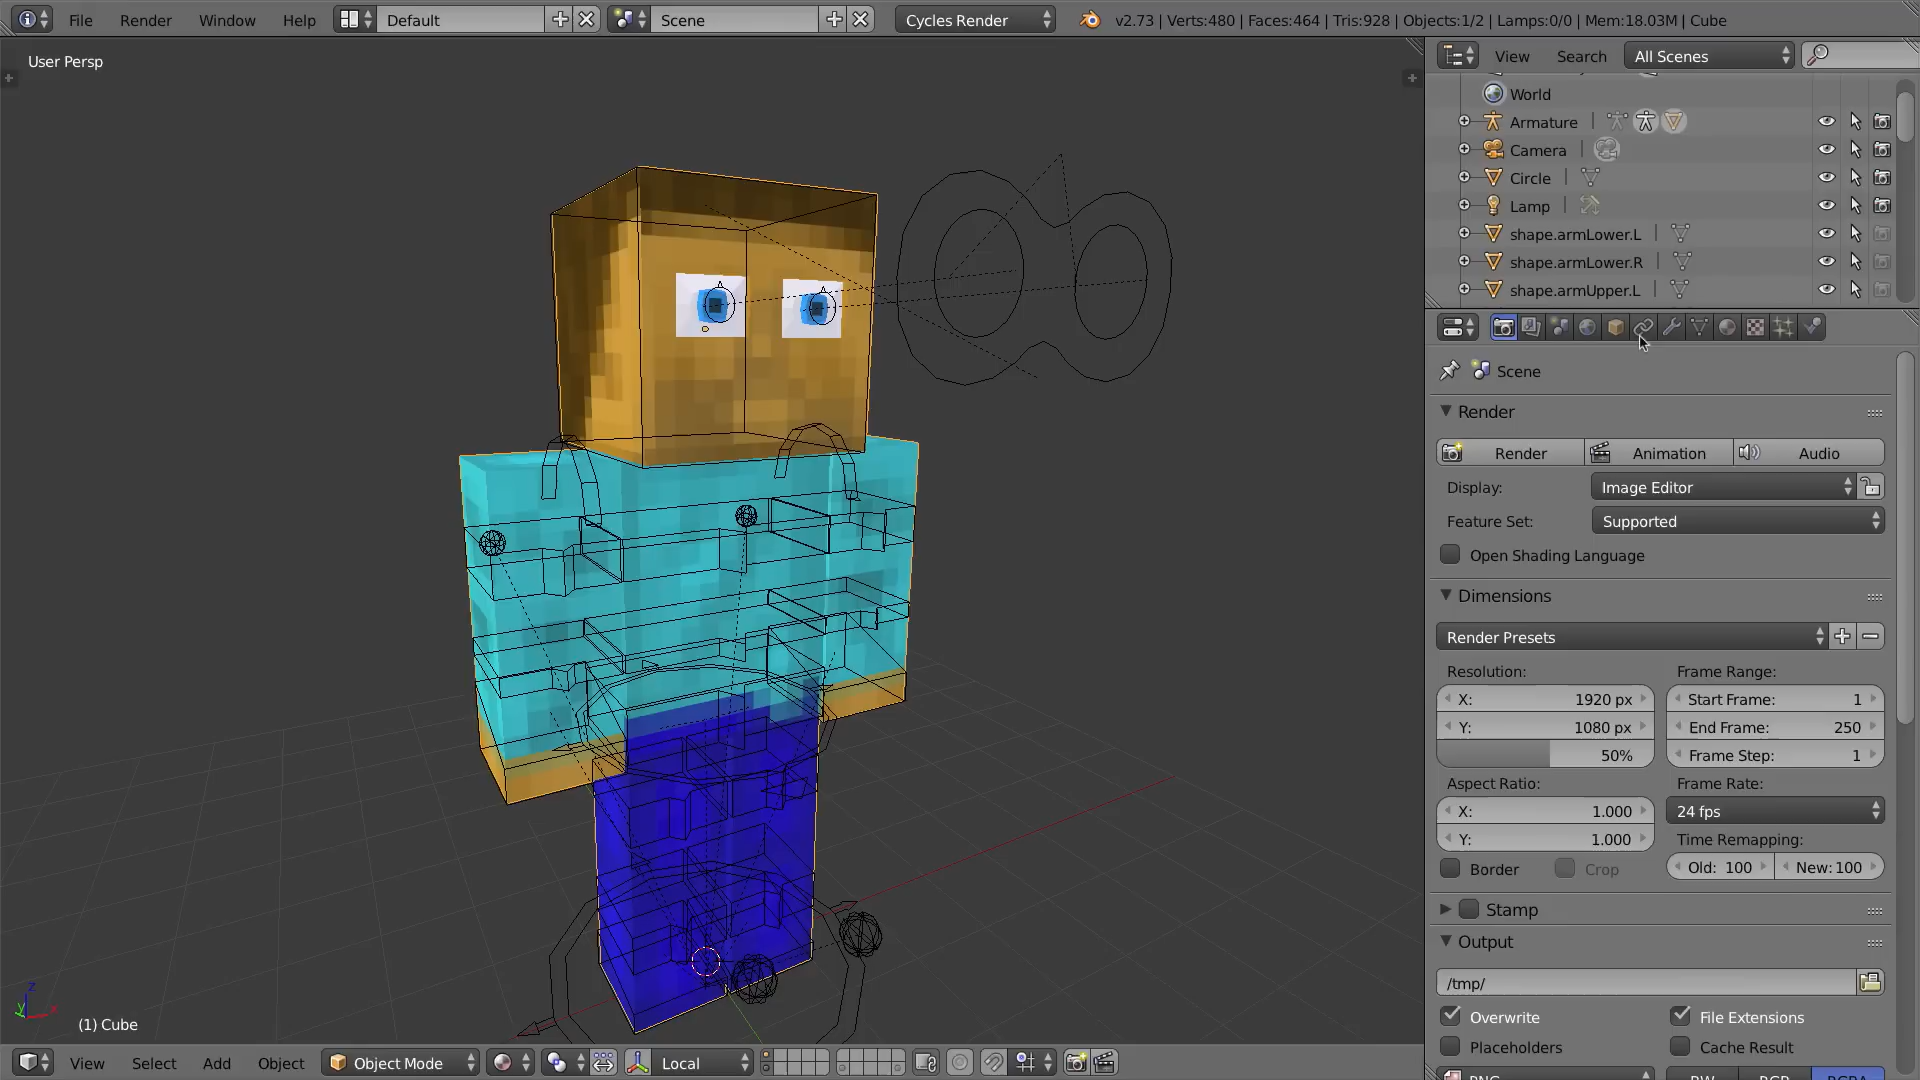 File Render Window Help Default Scene Cycles Render v2.73 | Verts:480 | Faces:464 | Tris:928 | Objects:1/2 | Lamps:0/0 | Mem:18.03M | Cube
User Persp
View Search All Scenes
World
Armature
Camera
Circle
Lamp
shape.armLower.L
shape.armLower.R
shape.armUpper.L
Scene
Render
Render Animation Audio
Display: Image Editor
Feature Set: Supported
Open Shading Language
Dimensions
Render Presets
Resolution: Frame Range:
X: 1920 px Start Frame: 1
Y: 1080 px End Frame: 250
50% Frame Step: 1
Aspect Ratio: Frame Rate:
X: 1.000 24 fps
Y: 1.000 Time Remapping:
Border Crop Old: 100 New: 100
Stamp
Output
/tmp/
Overwrite File Extensions
Placeholders Cache Result
z
y x
(1) Cube
View Select Add Object Object Mode Local